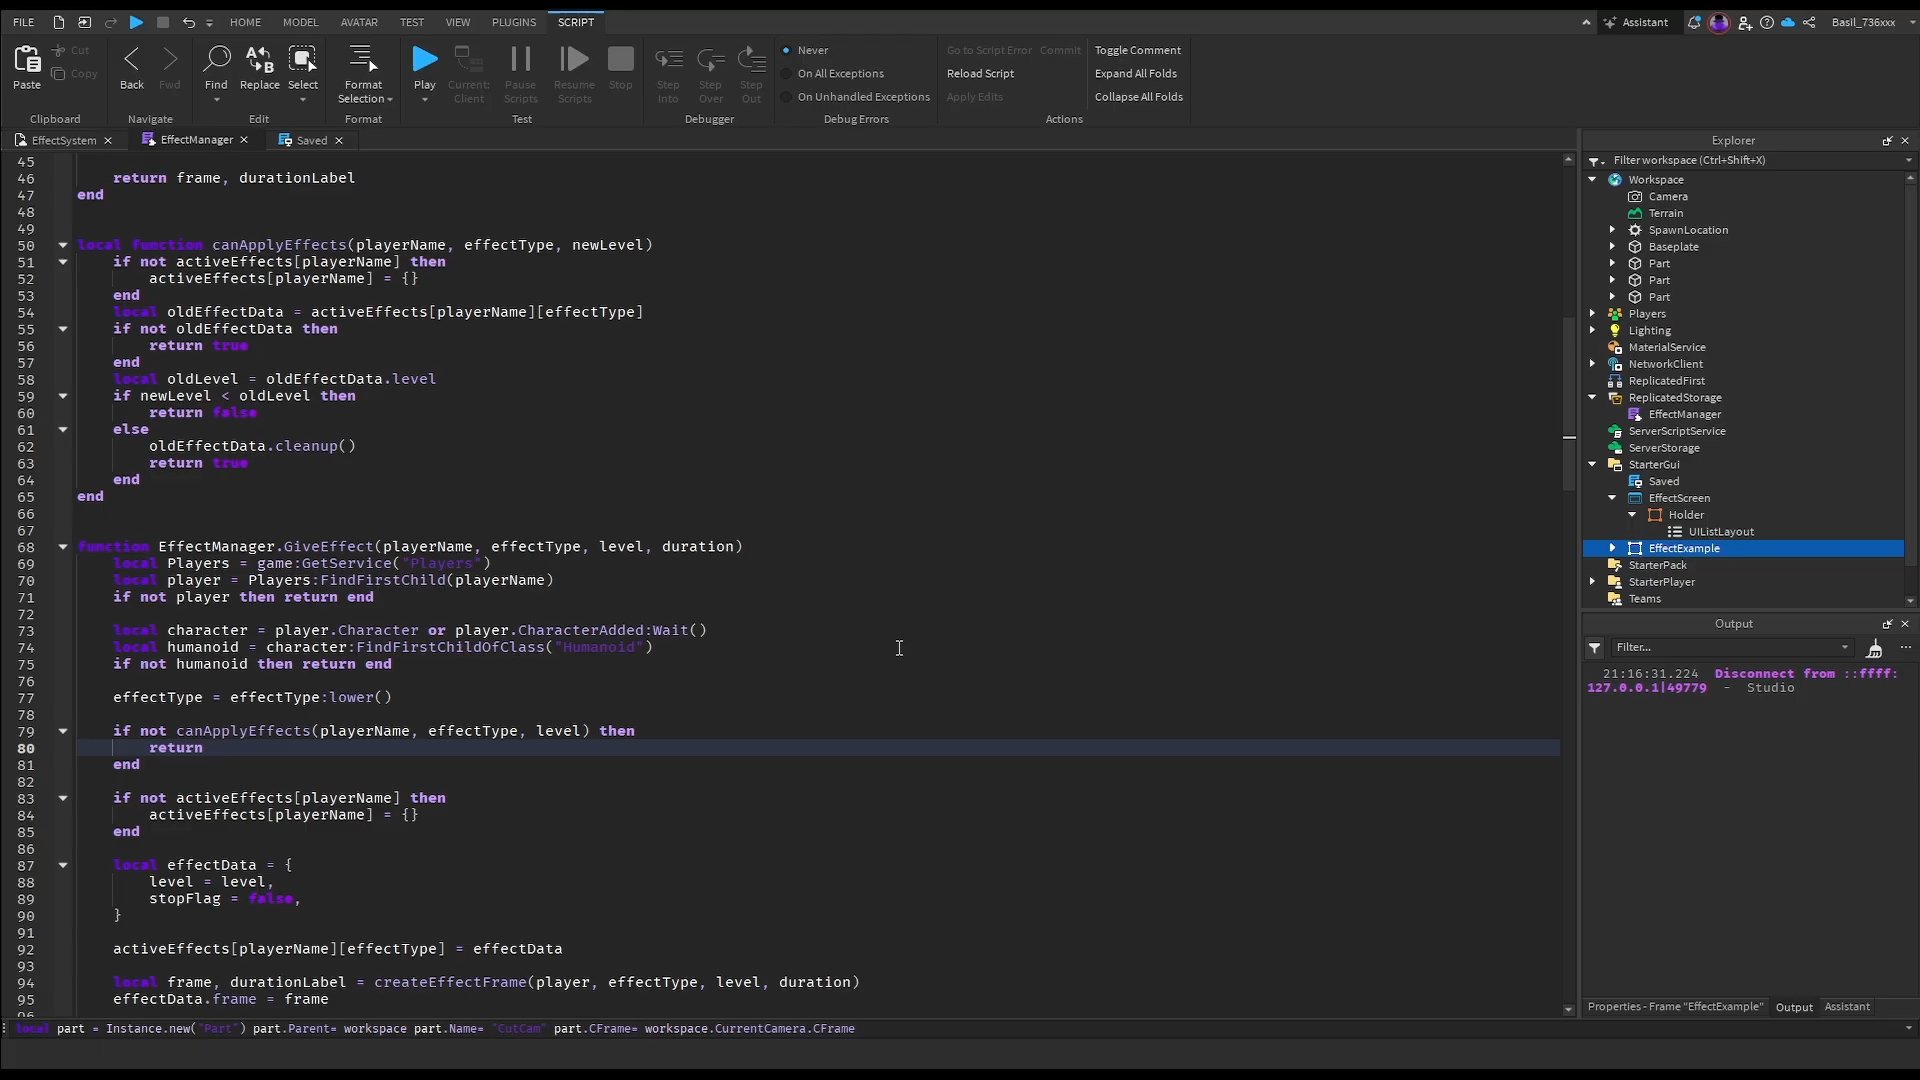 FILE HOME MODEL AVATAR TEST VIEW PLUGINS SCRIPT Assistant Basil_736xxx
Paste Cut Copy Back Fwd Find Replace Select Format Selection Play Current: Client Pause Scripts Resume Scripts Stop Step Into Step Over Step Out
Never
On All Exceptions
On Unhandled Exceptions
Go to Script Error Commit
Reload Script
Apply Edits
Toggle Comment
Expand All Folds
Collapse All Folds
Clipboard Navigate Edit Format Test Debugger Debug Errors Actions
EffectSystem EffectManager Saved
45
46 return frame, durationLabel
47 end
48
49
50 local function canApplyEffects(playerName, effectType, newLevel)
51 if not activeEffects[playerName] then
52 activeEffects[playerName] = {}
53 end
54 local oldEffectData = activeEffects[playerName][effectType]
55 if not oldEffectData then
56 return true
57 end
58 local oldLevel = oldEffectData.level
59 if newLevel < oldLevel then
60 return false
61 else
62 oldEffectData.cleanup()
63 return true
64 end
65 end
66
67
68 function EffectManager.GiveEffect(playerName, effectType, level, duration)
69 local Players = game:GetService("Players")
70 local player = Players:FindFirstChild(playerName)
71 if not player then return end
72
73 local character = player.Character or player.CharacterAdded:Wait()
74 local humanoid = character:FindFirstChildOfClass("Humanoid")
75 if not humanoid then return end
76
77 effectType = effectType:lower()
78
79 if not canApplyEffects(playerName, effectType, level) then
80 return
81 end
82
83 if not activeEffects[playerName] then
84 activeEffects[playerName] = {}
85 end
86
87 local effectData = {
88 level = level,
89 stopFlag = false,
90 }
91
92 activeEffects[playerName][effectType] = effectData
93
94 local frame, durationLabel = createEffectFrame(player, effectType, level, duration)
95 effectData.frame = frame
local part = Instance.new("Part") part.Parent= workspace part.Name= "CutCam" part.CFrame= workspace.CurrentCamera.CFrame
Explorer
Filter workspace (Ctrl+Shift+X)
Workspace
Camera
Terrain
SpawnLocation
Baseplate
Part
Part
Part
Players
Lighting
MaterialService
NetworkClient
ReplicatedFirst
ReplicatedStorage
EffectManager
ServerScriptService
ServerStorage
StarterGui
Saved
EffectScreen
Holder
UIListLayout
EffectExample
StarterPack
StarterPlayer
Teams
Output
Filter...
21:16:31.224 Disconnect from ::ffff:
127.0.0.1|49779 - Studio
Properties - Frame "EffectExample" Output Assistant